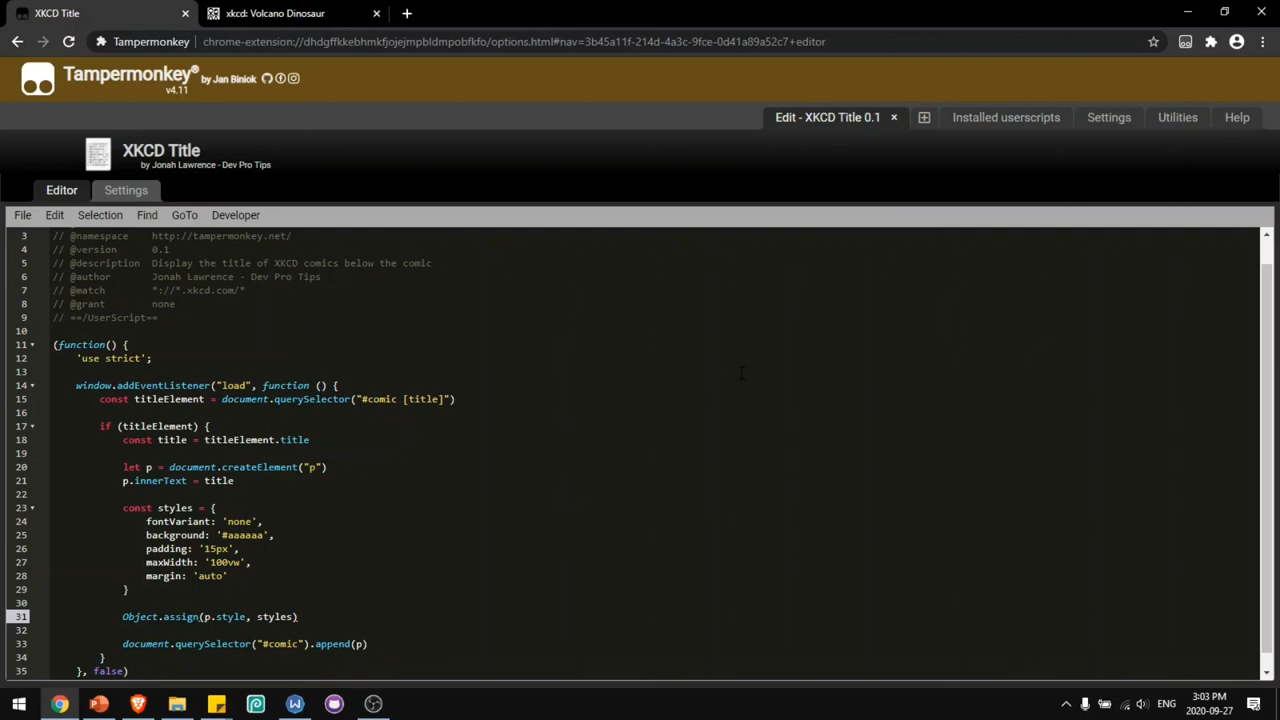 XKCD Title
xkcd: Volcano Dinosaur
Tampermonkey
chrome-extension://dhdgffkkebhmkfjojejmpbldmpobfkfo/options.html#nav=3b45a11f-214d-4a3c-9fce-0d41a89a52c7+editor
Tampermonkey® by Jan Biniok
v4.11
Edit - XKCD Title 0.1
Installed userscripts
Settings
Utilities
Help
XKCD Title
by Jonah Lawrence - Dev Pro Tips
Editor
Settings
File Edit Selection Find GoTo Developer
3 // @namespace http://tampermonkey.net/
4 // @version 0.1
5 // @description Display the title of XKCD comics below the comic
6 // @author Jonah Lawrence - Dev Pro Tips
7 // @match *://*.xkcd.com/*
8 // @grant none
9 // ==/UserScript==
10
11 (function() {
12 'use strict';
13
14 window.addEventListener("load", function () {
15 const titleElement = document.querySelector("#comic [title]")
16
17 if (titleElement) {
18 const title = titleElement.title
19
20 let p = document.createElement("p")
21 p.innerText = title
22
23 const styles = {
24 fontVariant: 'none',
25 background: '#aaaaaa',
26 padding: '15px',
27 maxWidth: '100vw',
28 margin: 'auto'
29 }
30
31 Object.assign(p.style, styles)
32
33 document.querySelector("#comic").append(p)
34 }
35 }, false)
ENG
3:03 PM
2020-09-27